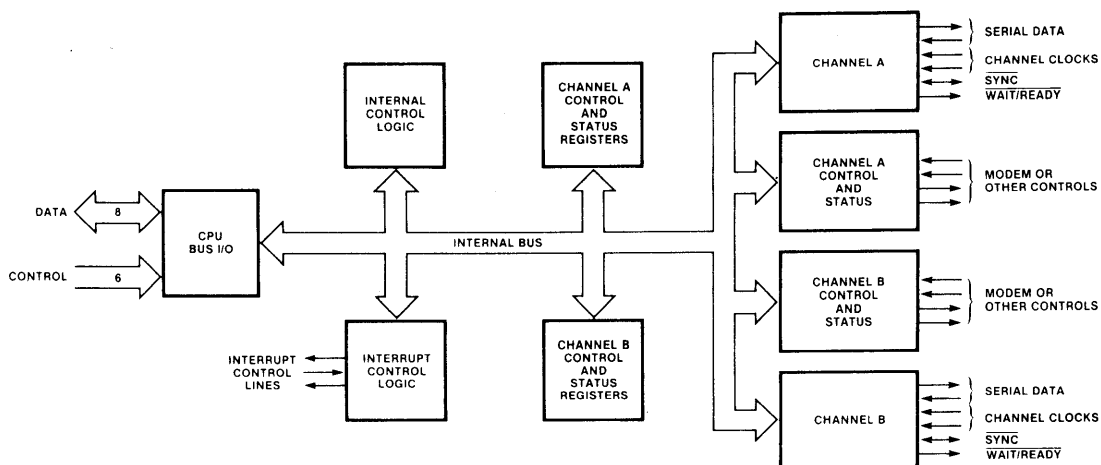 CHANNEL A
SERIAL DATA
CHANNEL CLOCKS
SYNC
WAIT/READY
INTERNAL
CONTROL
LOGIC
CHANNEL A
CONTROL
AND
STATUS
REGISTERS
CHANNEL A
CONTROL
AND
STATUS
MODEM OR
OTHER CONTROLS
DATA
8
CPU
BUS I/O
INTERNAL BUS
CONTROL
6
CHANNEL B
CONTROL
AND
STATUS
MODEM OR
OTHER CONTROLS
INTERRUPT
CONTROL
LINES
INTERRUPT
CONTROL
LOGIC
CHANNEL B
CONTROL
AND
STATUS
REGISTERS
CHANNEL B
SERIAL DATA
CHANNEL CLOCKS
SYNC
WAIT/READY